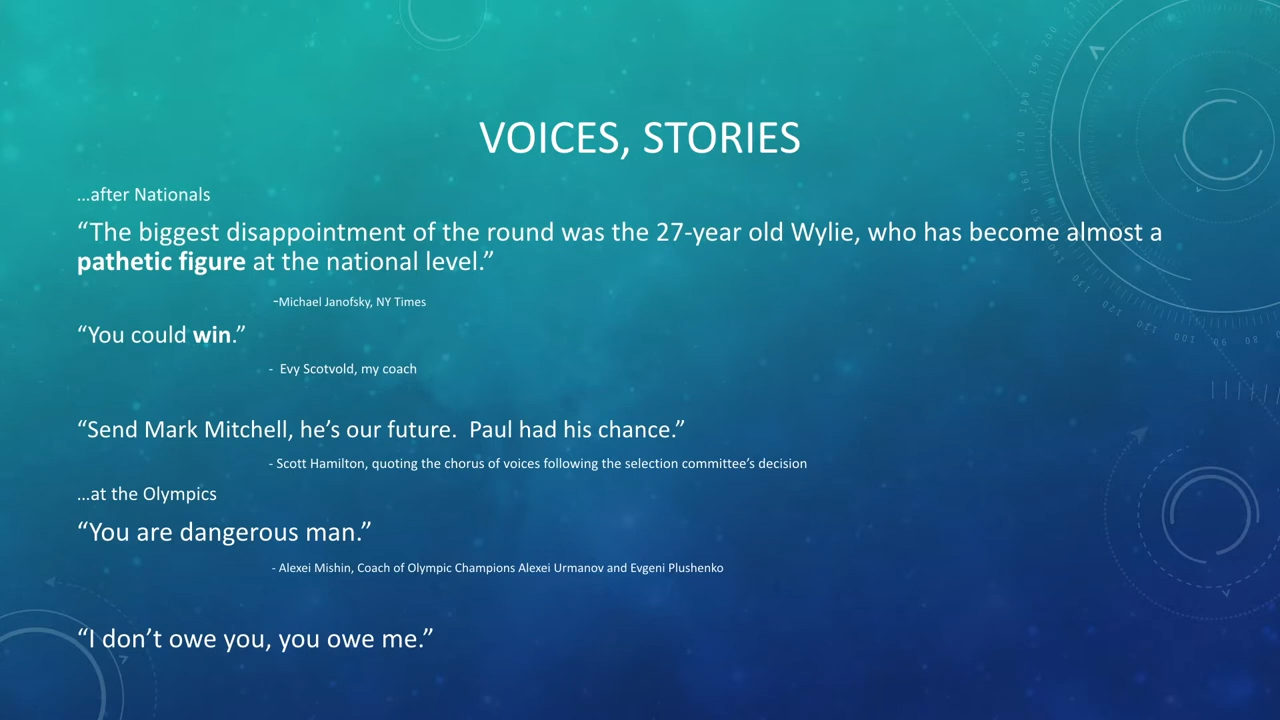 VOICES, STORIES
…after Nationals
“The biggest disappointment of the round was the 27-year old Wylie, who has become almost a
pathetic figure at the national level.”
-Michael Janofsky, NY Times
“You could win.”
- Evy Scotvold, my coach
“Send Mark Mitchell, he’s our future.  Paul had his chance.”
- Scott Hamilton, quoting the chorus of voices following the selection committee’s decision
…at the Olympics
“You are dangerous man.”
- Alexei Mishin, Coach of Olympic Champions Alexei Urmanov and Evgeni Plushenko
“I don’t owe you, you owe me.”